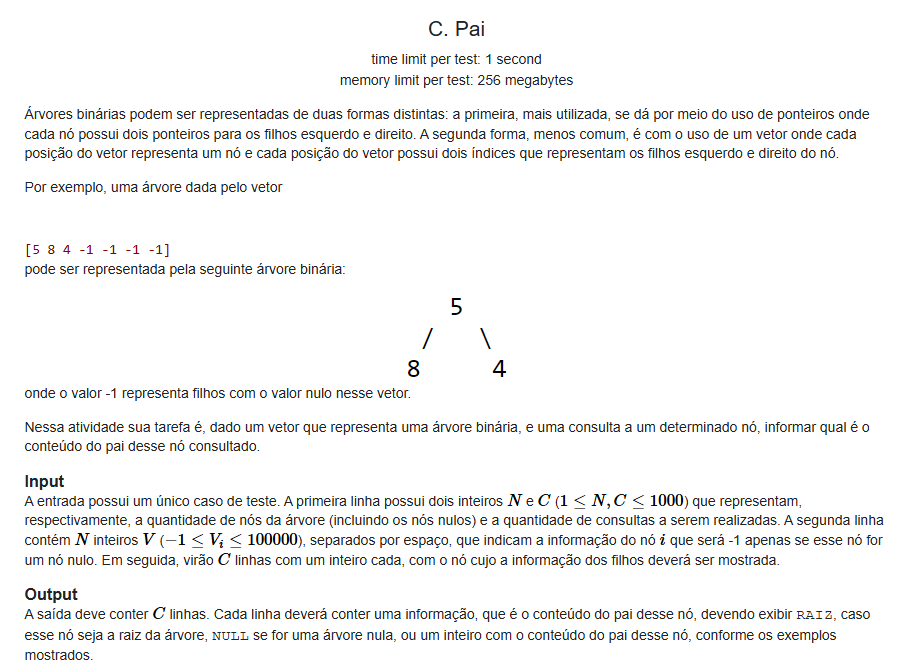 C. Pai
time limit per test: 1 second
memory limit per test: 256 megabytes
Árvores binárias podem ser representadas de duas formas distintas: a primeira, mais utilizada, se dá por meio do uso de ponteiros onde
cada nó possui dois ponteiros para os filhos esquerdo e direito. A segunda forma, menos comum, é com o uso de um vetor onde cada
posição do vetor representa um nó e cada posição do vetor possui dois índices que representam os filhos esquerdo e direito do nó.
Por exemplo, uma árvore dada pelo vetor
[5 8 4 -1 -1 -1 -1]
pode ser representada pela seguinte árvore binária:
5
/ \
8 4
onde o valor -1 representa filhos com o valor nulo nesse vetor.
Nessa atividade sua tarefa é, dado um vetor que representa uma árvore binária, e uma consulta a um determinado nó, informar qual é o
conteúdo do pai desse nó consultado.
Input
A entrada possui um único caso de teste. A primeira linha possui dois inteiros N e C (1 ≤ N, C ≤ 1000) que representam,
respectivamente, a quantidade de nós da árvore (incluindo os nós nulos) e a quantidade de consultas a serem realizadas. A segunda linha
contém N inteiros V (−1 ≤ Vᵢ ≤ 100000), separados por espaço, que indicam a informação do nó i que será -1 apenas se esse nó for
um nó nulo. Em seguida, virão C linhas com um inteiro cada, com o nó cujo a informação dos filhos deverá ser mostrada.
Output
A saída deve conter C linhas. Cada linha deverá conter uma informação, que é o conteúdo do pai desse nó, devendo exibir RAIZ, caso
esse nó seja a raiz da árvore, NULL se for uma árvore nula, ou um inteiro com o conteúdo do pai desse nó, conforme os exemplos
mostrados.